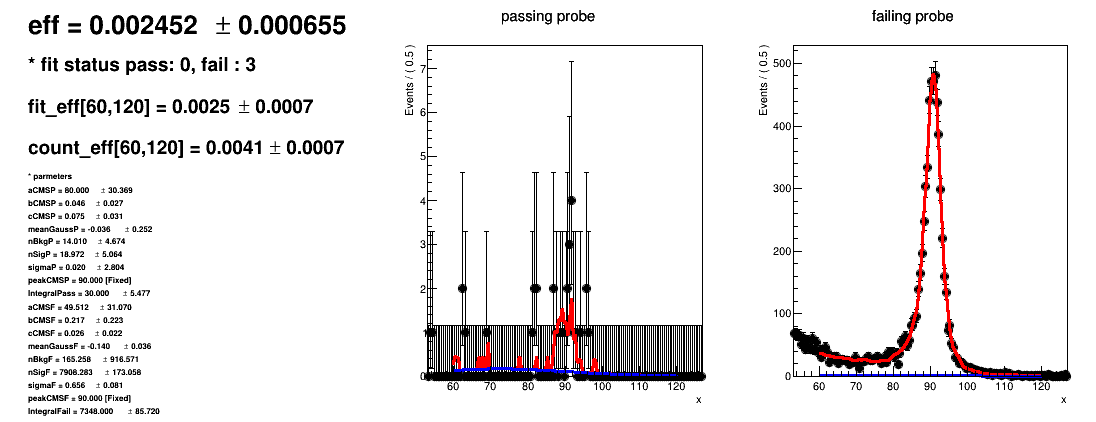 eff = 0.002452 ± 0.000655
* fit status pass: 0, fail : 3
fit_eff[60,120] = 0.0025 ± 0.0007
count_eff[60,120] = 0.0041 ± 0.0007
* parmeters
aCMSP = 80.000 ± 30.369
bCMSP = 0.046 ± 0.027
cCMSP = 0.075 ± 0.031
meanGaussP = -0.036 ± 0.252
nBkgP = 14.010 ± 4.674
nSigP = 18.972 ± 5.064
sigmaP = 0.020 ± 2.804
peakCMSP = 90.000 [Fixed]
IntegralPass = 30.000 ± 5.477
aCMSF = 49.512 ± 31.070
bCMSF = 0.217 ± 0.223
cCMSF = 0.026 ± 0.022
meanGaussF = -0.140 ± 0.036
nBkgF = 165.258 ± 916.571
nSigF = 7908.283 ± 173.058
sigmaF = 0.656 ± 0.081
peakCMSF = 90.000 [Fixed]
IntegralFail = 7348.000 ± 85.720
passing probe
Events / ( 0.5 )
7
6
5
4
3
2
1
0
60 70 80 90 100 110 120
x
failing probe
Events / ( 0.5 )
500
400
300
200
100
0
60 70 80 90 100 110 120
x